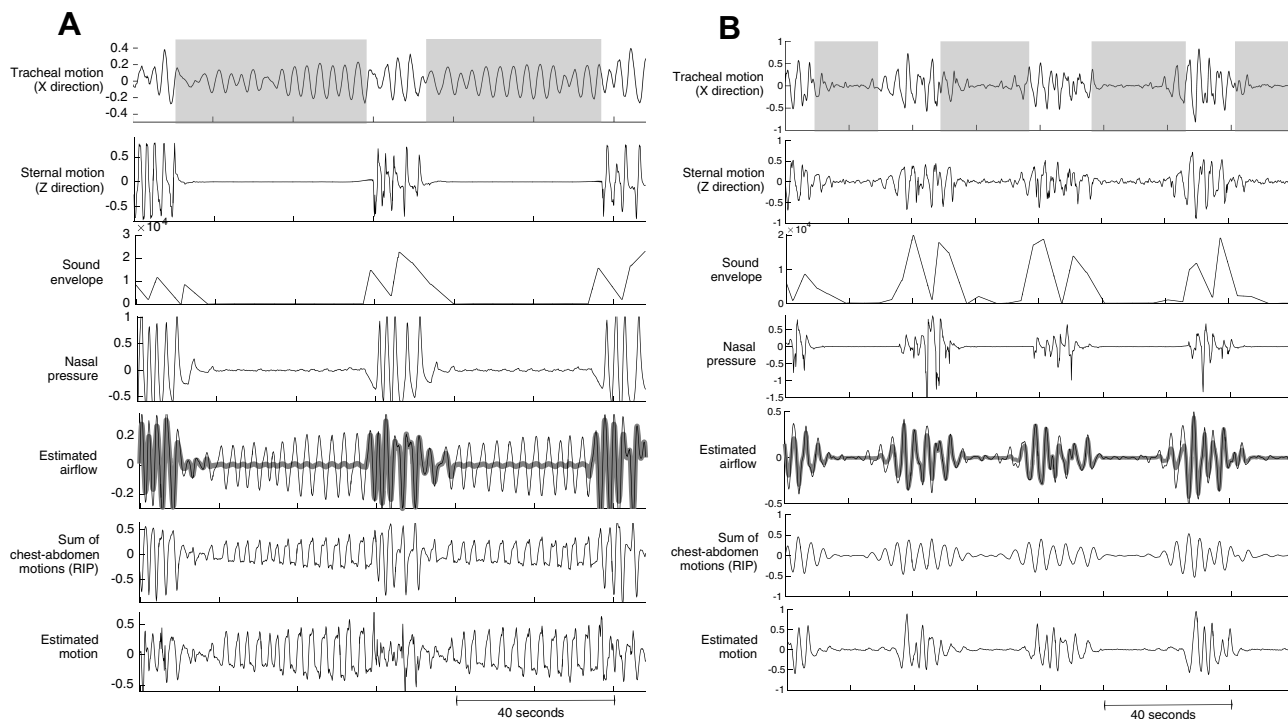 A
Tracheal motion
(X direction)
0.4
0.2
0
-0.2
-0.4
Sternal motion
(Z direction)
0.5
0
-0.5
×10⁴
Sound
envelope
3
2
1
0
Nasal
pressure
1
0.5
0
-0.5
Estimated
airflow
0.2
0
-0.2
Sum of
chest-abdomen
motions (RIP)
0.5
0
-0.5
Estimated
motion
0.5
0
-0.5
40 seconds
B
Tracheal motion
(X direction)
1
0.5
0
-0.5
-1
Sternal motion
(Z direction)
1
0.5
0
-0.5
-1
×10⁴
Sound
envelope
2
1
0
Nasal
pressure
0.5
0
-0.5
-1
-1.5
Estimated
airflow
0.5
0
-0.5
Sum of
chest-abdomen
motions (RIP)
1
0.5
0
-0.5
-1
Estimated
motion
1
0.5
0
-0.5
-1
40 seconds